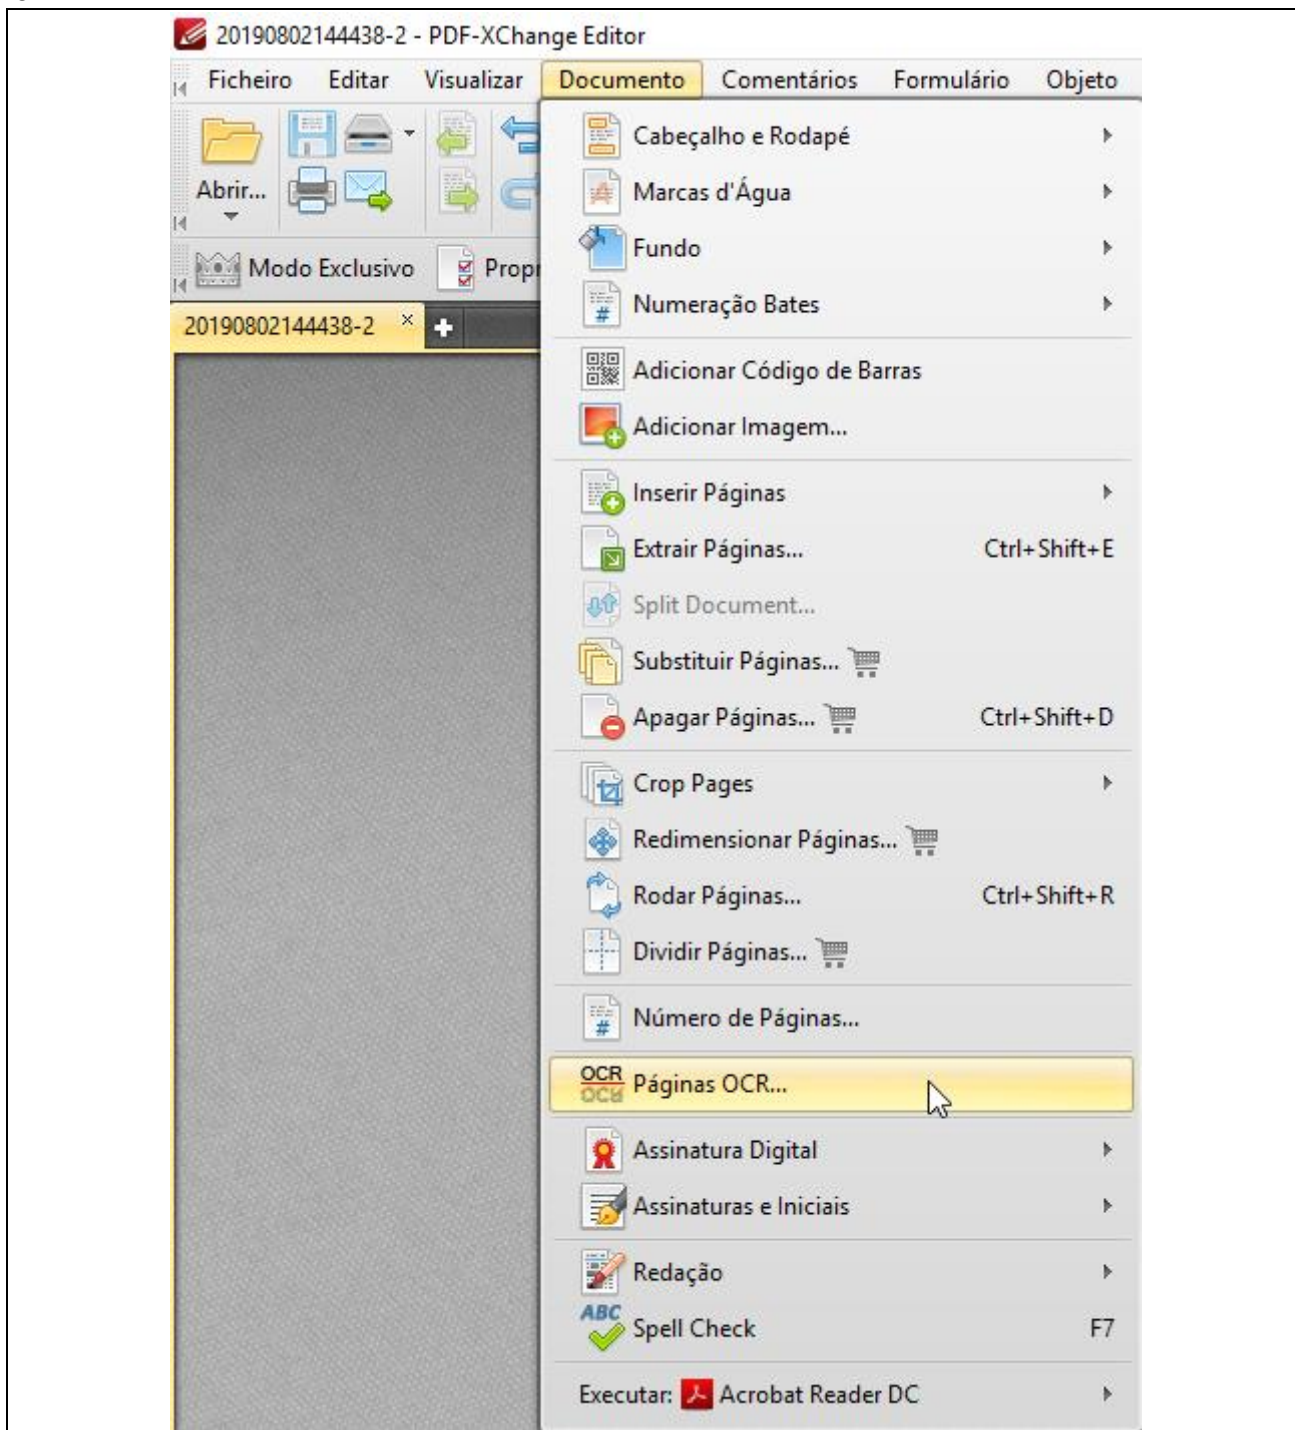 20190802144438-2 - PDF-XChange Editor
Ficheiro Editar Visualizar Documento Comentários Formulário Objeto
Abrir...
Modo Exclusivo Propr
20190802144438-2
Cabeçalho e Rodapé
Marcas d'Água
Fundo
Numeração Bates
Adicionar Código de Barras
Adicionar Imagem...
Inserir Páginas
Extrair Páginas... Ctrl+Shift+E
Split Document...
Substituir Páginas...
Apagar Páginas... Ctrl+Shift+D
Crop Pages
Redimensionar Páginas...
Rodar Páginas... Ctrl+Shift+R
Dividir Páginas...
Número de Páginas...
OCR Páginas OCR...
Assinatura Digital
Assinaturas e Iniciais
Redação
ABC Spell Check F7
Executar: Acrobat Reader DC